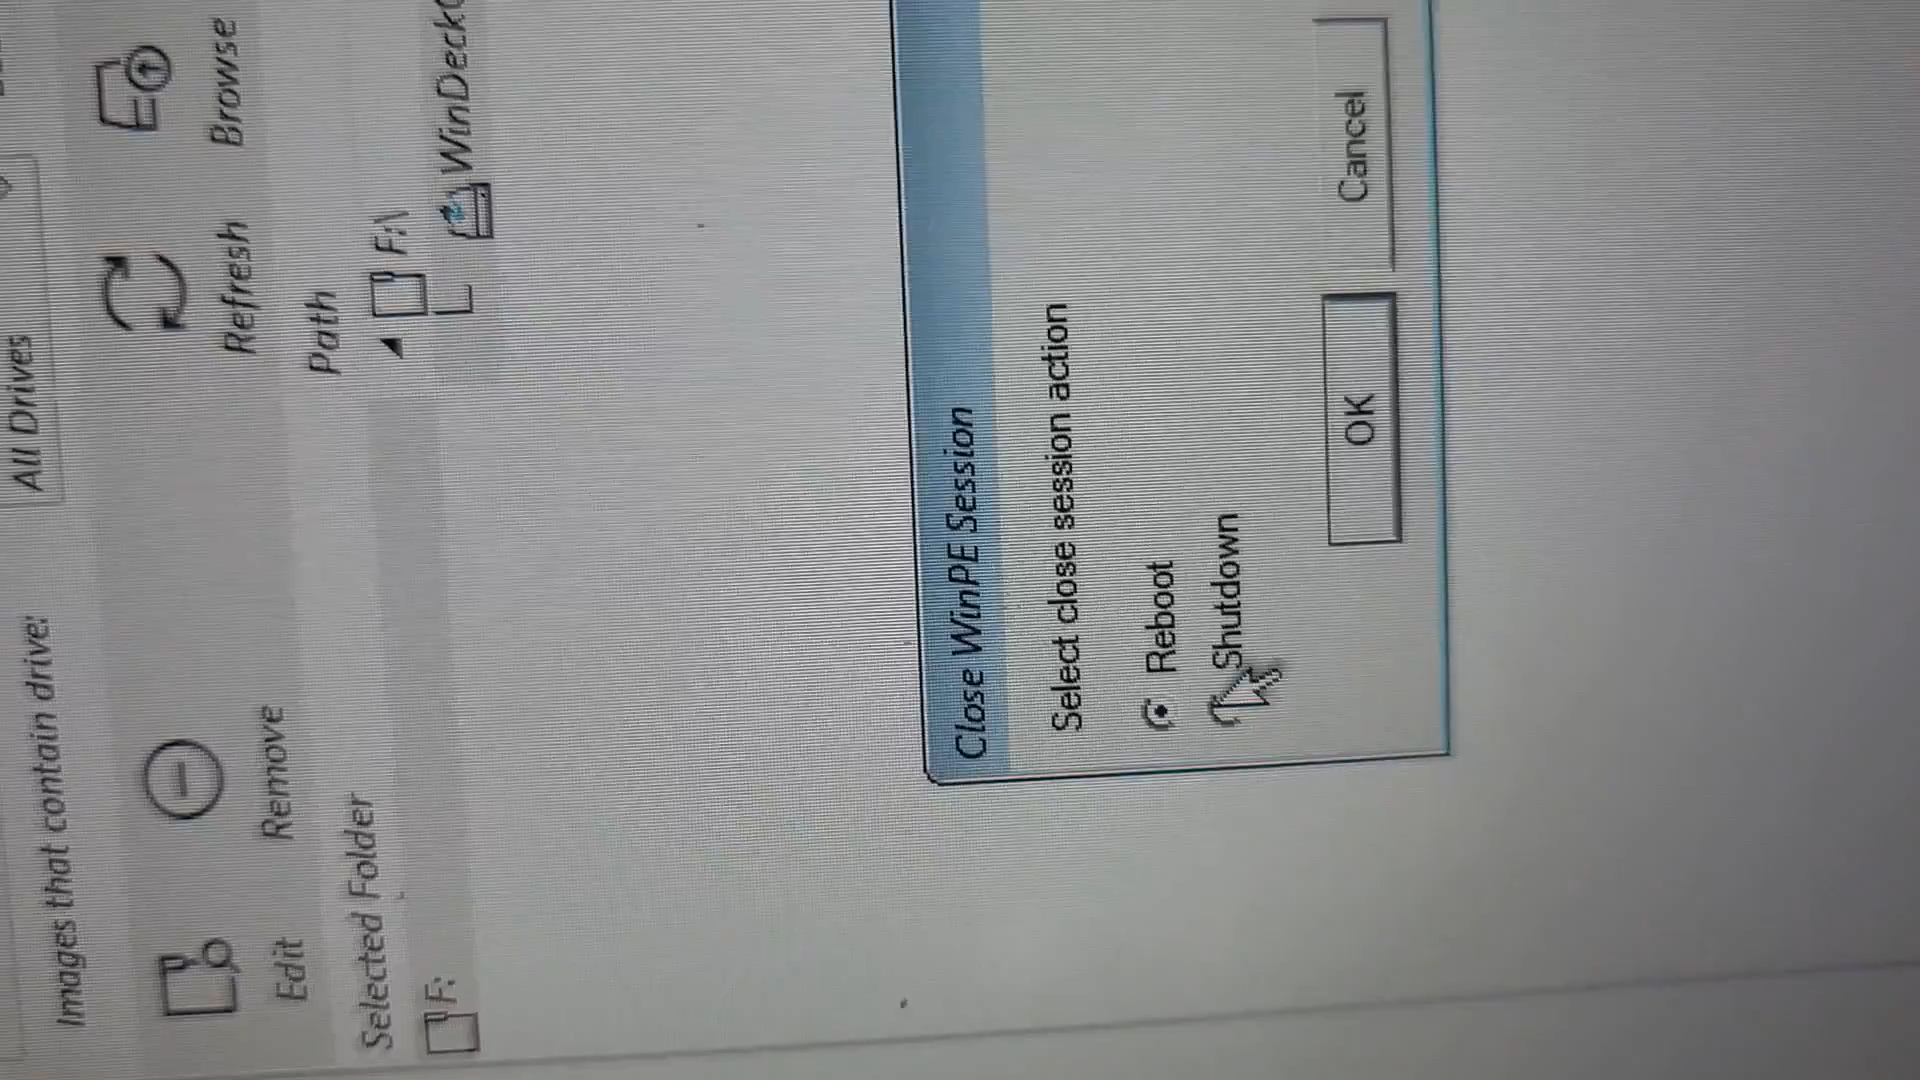 All Drives
Images that contain drive:
Edit
Remove
Refresh
Browse
Selected Folder
Path
F:
F:\
Close WinPE Session
Select close session action
Reboot
Shutdown
OK
Cancel